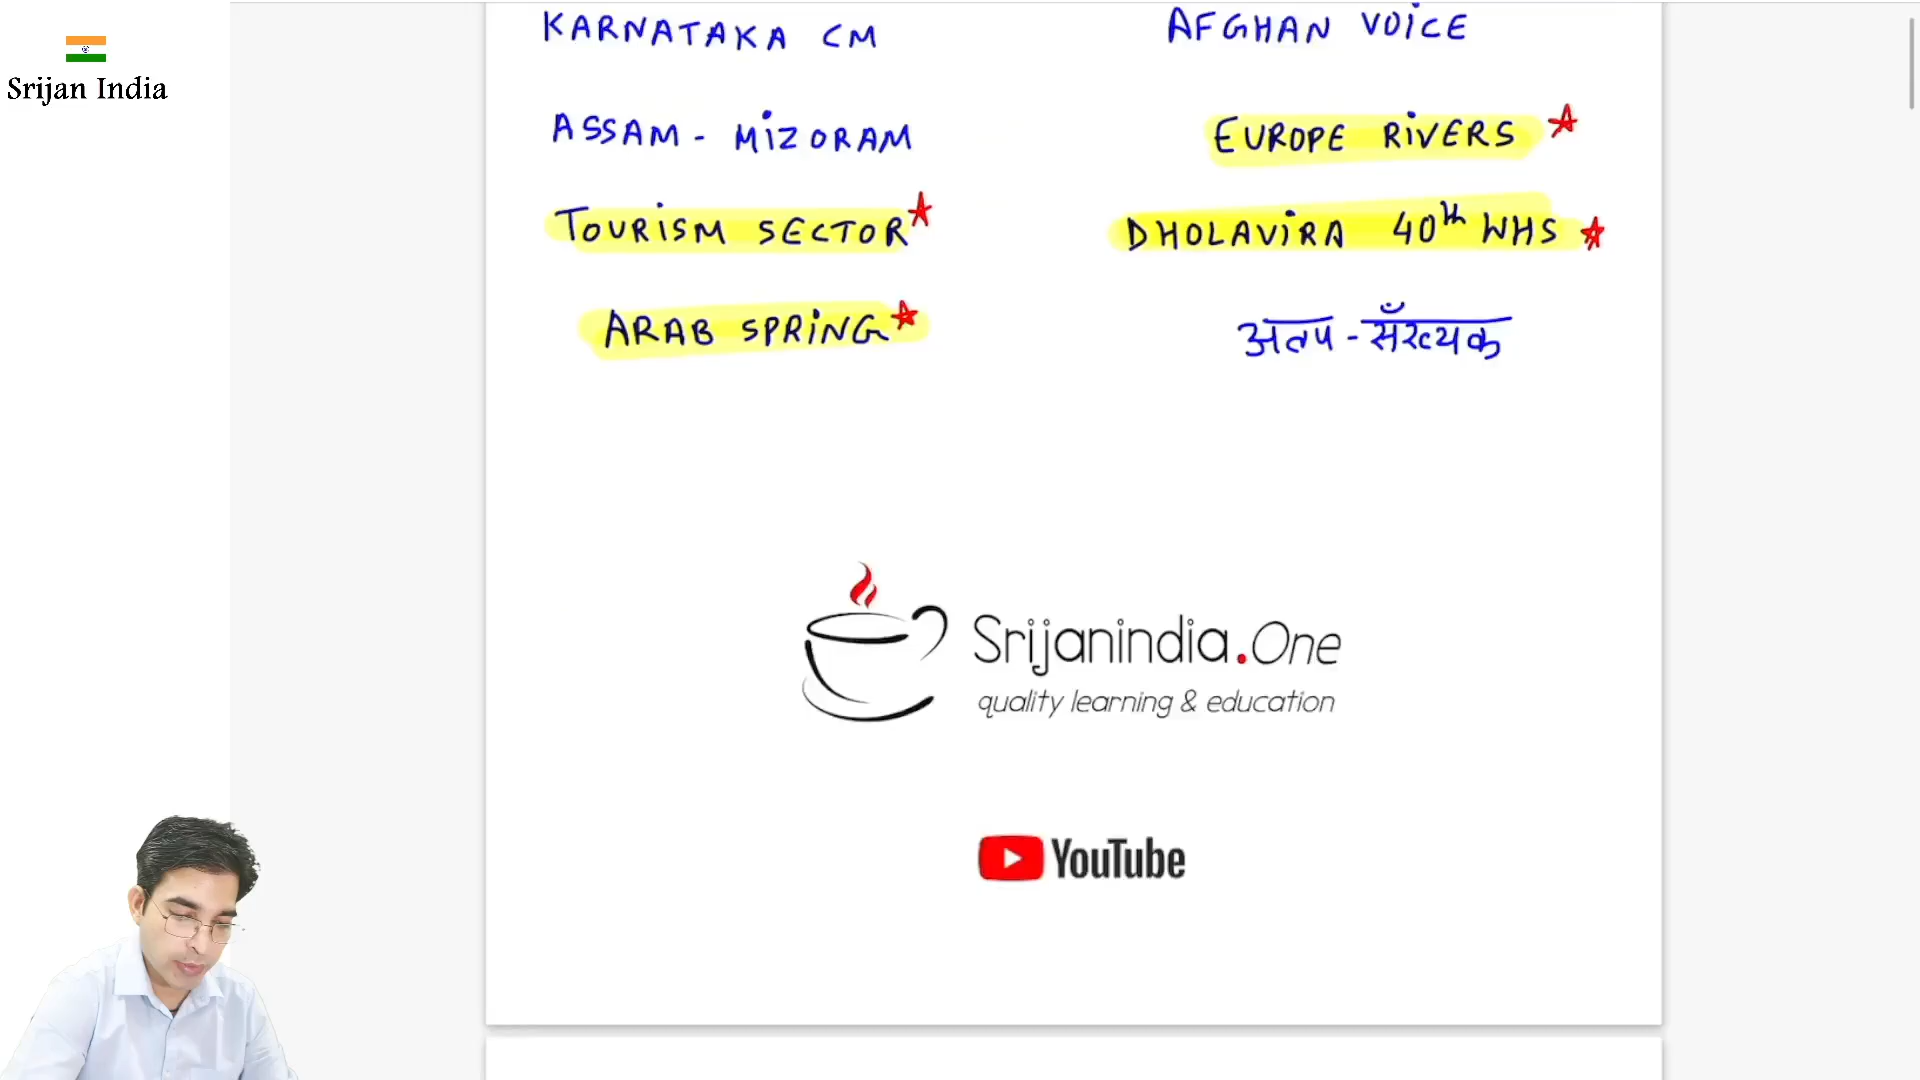 Srijan India
KARNATAKA CM
AFGHAN VOICE
ASSAM - MIZORAM
EUROPE RIVERS
TOURISM SECTOR
DHOLAVIRA 40th WHS
ARAB SPRING
अल्प - सँख्यक
Srijanindia.One
quality learning & education
YouTube